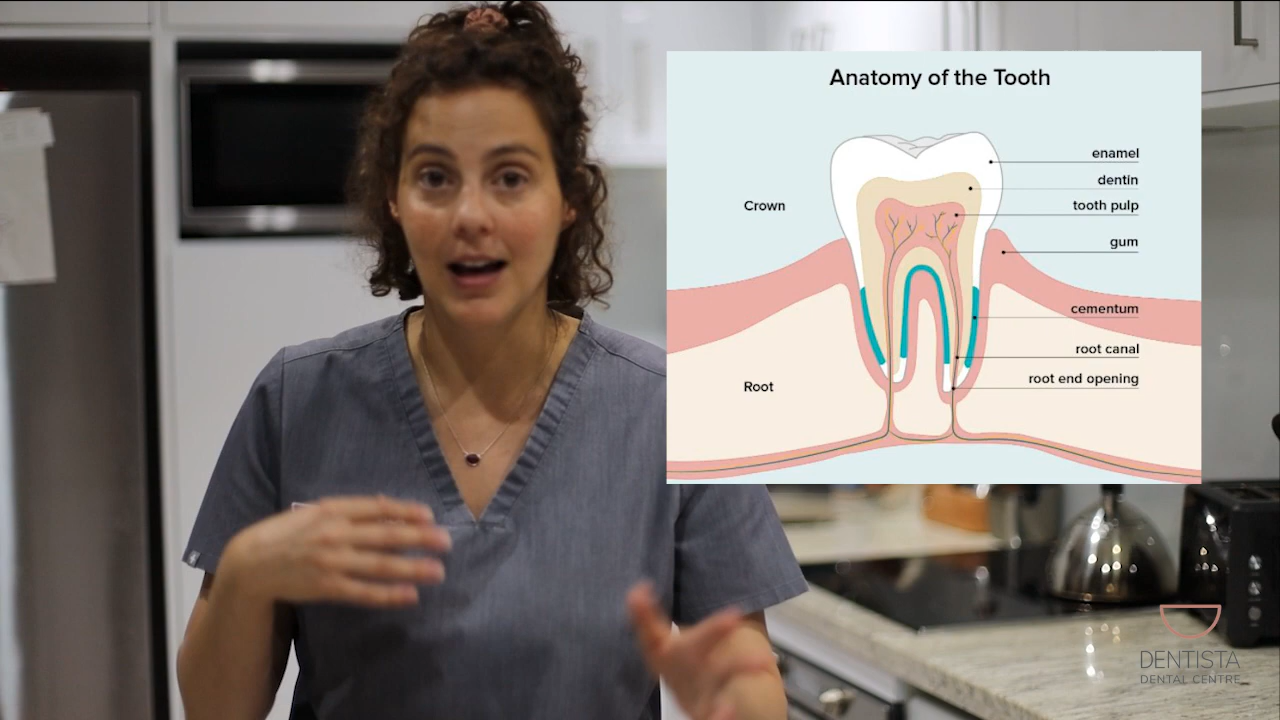 Anatomy of the Tooth
enamel
dentin
tooth pulp
Crown
gum
cementum
root canal
Root
root end opening
DENTISTA
DENTAL CENTRE